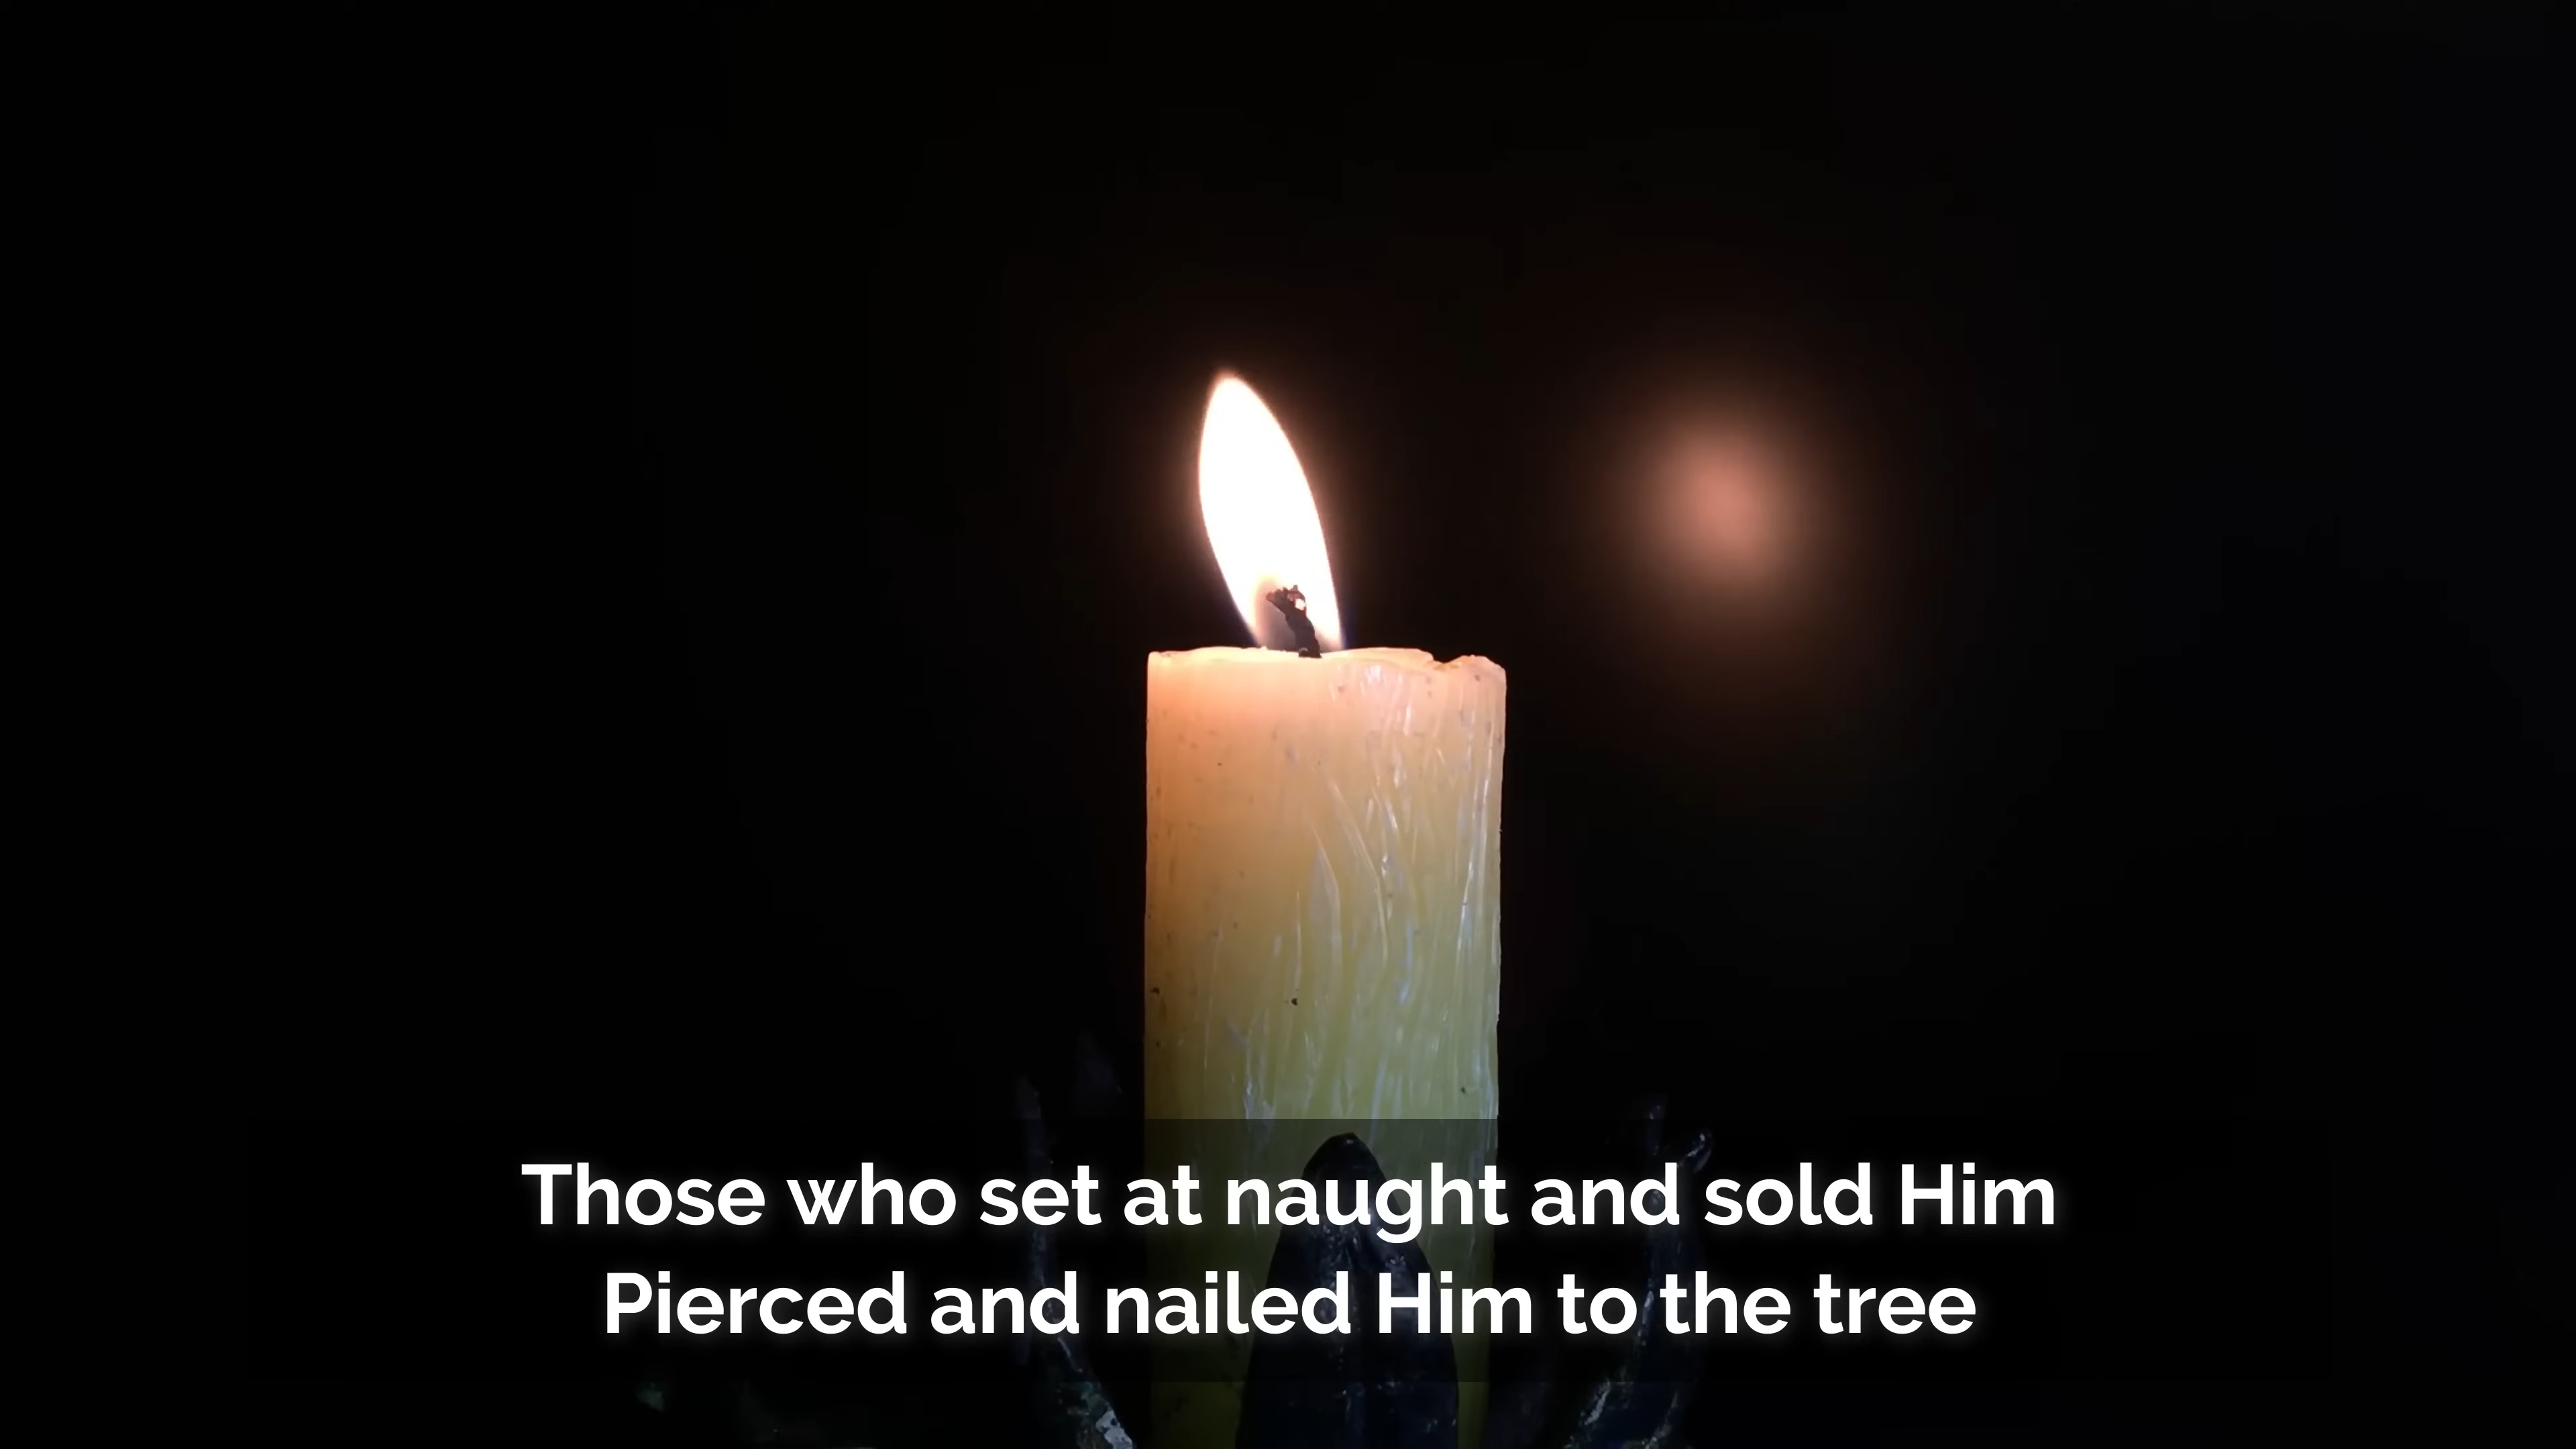 Those who set at naught and sold Him
Pierced and nailed Him to the tree